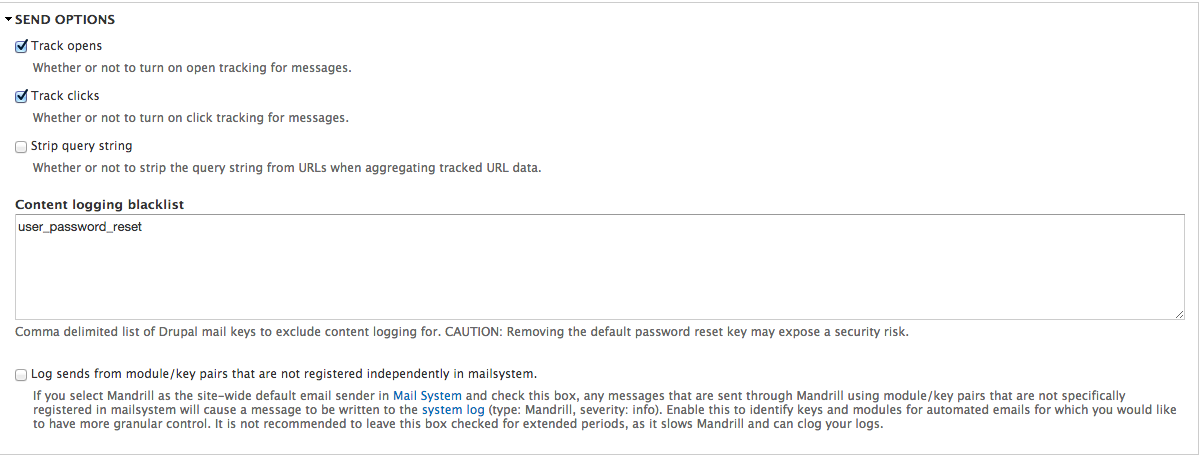 SEND OPTIONS
Track opens
Whether or not to turn on open tracking for messages.
Track clicks
Whether or not to turn on click tracking for messages.
Strip query string
Whether or not to strip the query string from URLs when aggregating tracked URL data.
Content logging blacklist
user_password_reset
Comma delimited list of Drupal mail keys to exclude content logging for. CAUTION: Removing the default password reset key may expose a security risk.
Log sends from module/key pairs that are not registered independently in mailsystem.
If you select Mandrill as the site-wide default email sender in Mail System and check this box, any messages that are sent through Mandrill using module/key pairs that are not specifically
registered in mailsystem will cause a message to be written to the system log (type: Mandrill, severity: info). Enable this to identify keys and modules for automated emails for which you would like
to have more granular control. It is not recommended to leave this box checked for extended periods, as it slows Mandrill and can clog your logs.